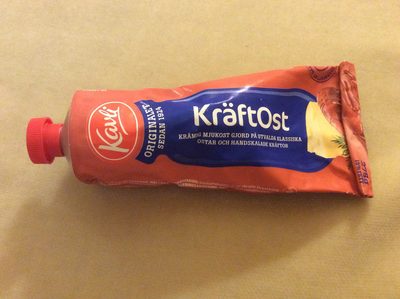 Kavli
ORIGINALET
SEDAN 1924
KräftOst
KRÄMIG MJUKOST GJORD PÅ UTVALDA KLASSISKA
OSTAR OCH HANDSKALADE KRÄFTOR